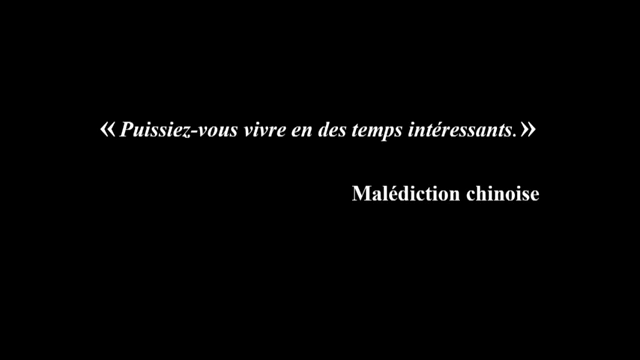 « Puissiez-vous vivre en des temps intéressants. »
Malédiction chinoise